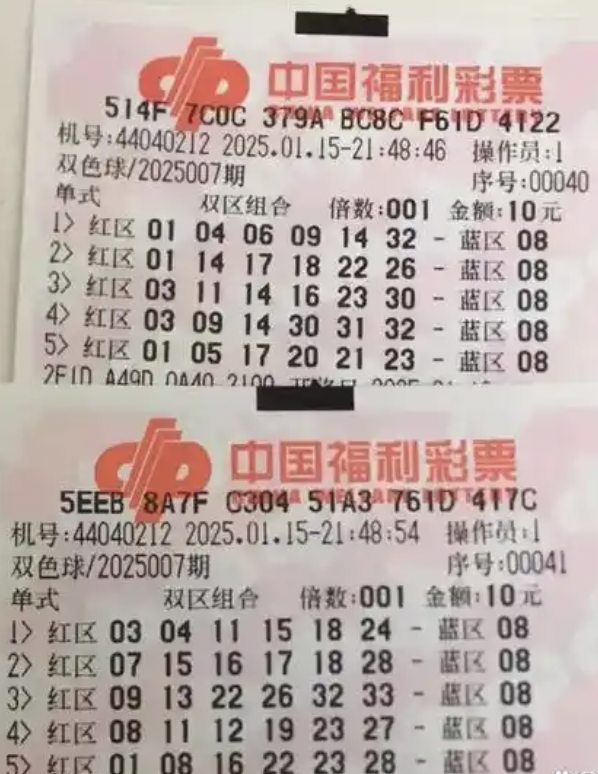 中国福利彩票
CHINA WELFARE LOTTERY
514F 7C0C 379A BC8C F61D 4122
机号:44040212 2025.01.15-21:48:46 操作员:1
双色球/2025007期 序号:00040
单式 双区组合 倍数:001 金额:10元
1> 红区 01 04 06 09 14 32 - 蓝区 08
2> 红区 01 14 17 18 22 26 - 蓝区 08
3> 红区 03 11 14 16 23 30 - 蓝区 08
4> 红区 03 09 14 30 31 32 - 蓝区 08
5> 红区 01 05 17 20 21 23 - 蓝区 08
中国福利彩票
CHINA WELFARE LOTTERY
5EEB 8A7F C304 51A3 761D 417C
机号:44040212 2025.01.15-21:48:54 操作员:1
双色球/2025007期 序号:00041
单式 双区组合 倍数:001 金额:10元
1> 红区 03 04 11 15 18 24 - 蓝区 08
2> 红区 07 15 16 17 18 28 - 蓝区 08
3> 红区 09 13 22 26 32 33 - 蓝区 08
4> 红区 08 11 12 19 23 27 - 蓝区 08
5> 红区 01 08 16 22 23 28 - 蓝区 08